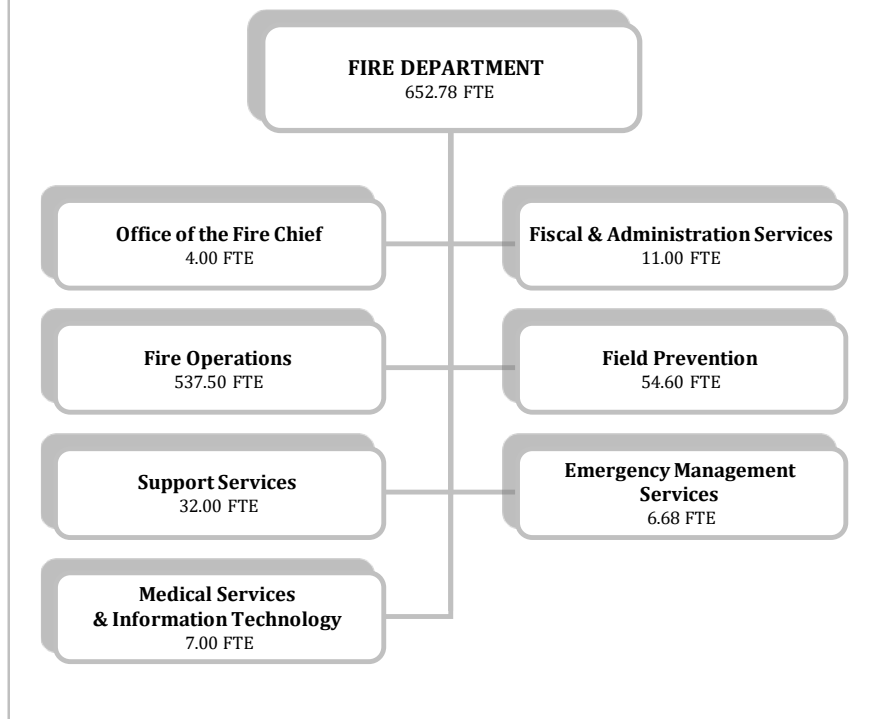 FIRE DEPARTMENT
652.78 FTE
Office of the Fire Chief
4.00 FTE
Fiscal & Administration Services
11.00 FTE
Fire Operations
537.50 FTE
Field Prevention
54.60 FTE
Support Services
32.00 FTE
Emergency Management
Services
6.68 FTE
Medical Services
& Information Technology
7.00 FTE